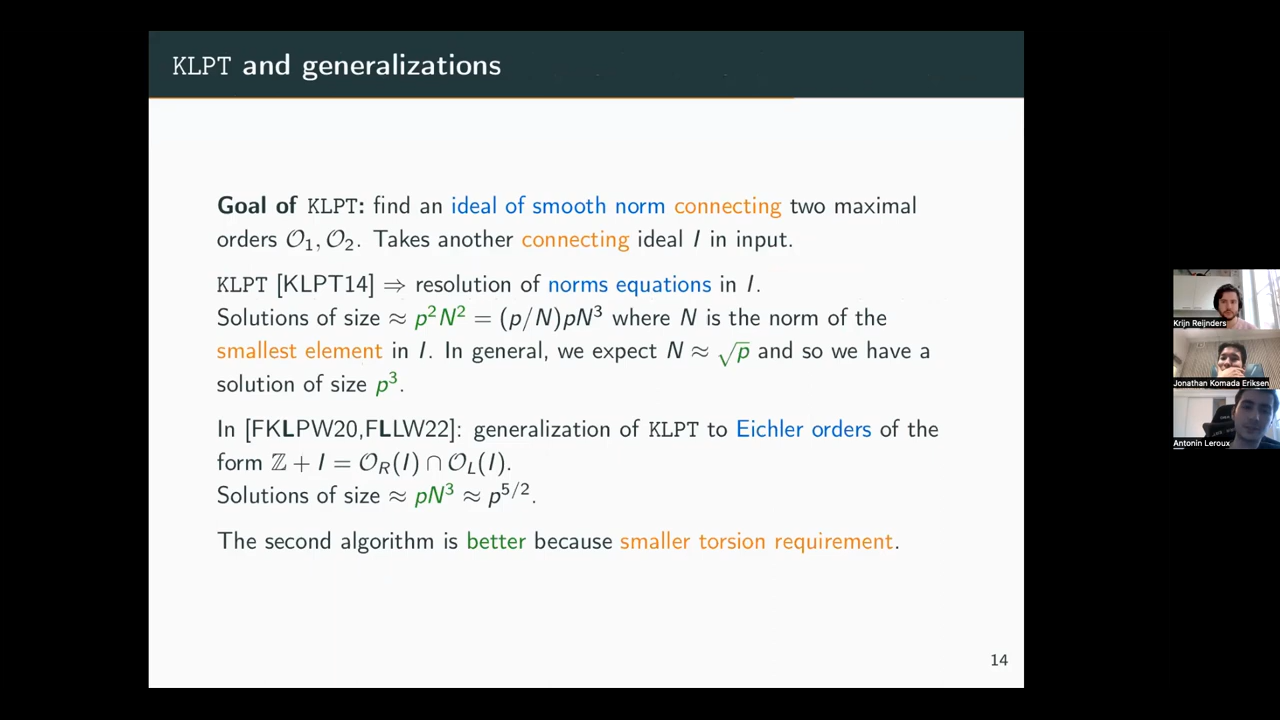 KLPT and generalizations
Goal of KLPT: find an ideal of smooth norm connecting two maximal
orders 𝒪₁, 𝒪₂. Takes another connecting ideal I in input.
KLPT [KLPT14] ⇒ resolution of norms equations in I.
Solutions of size ≈ p²N² = (p/N)pN³ where N is the norm of the
smallest element in I. In general, we expect N ≈ √p and so we have a
solution of size p³.
In [FKLPW20,FLLW22]: generalization of KLPT to Eichler orders of the
form ℤ + I = 𝒪_R(I) ∩ 𝒪_L(I).
Solutions of size ≈ pN³ ≈ p^{5/2}.
The second algorithm is better because smaller torsion requirement.
14
Krijn Reijnders
Jonathan Komada Eriksen
Antonin Leroux